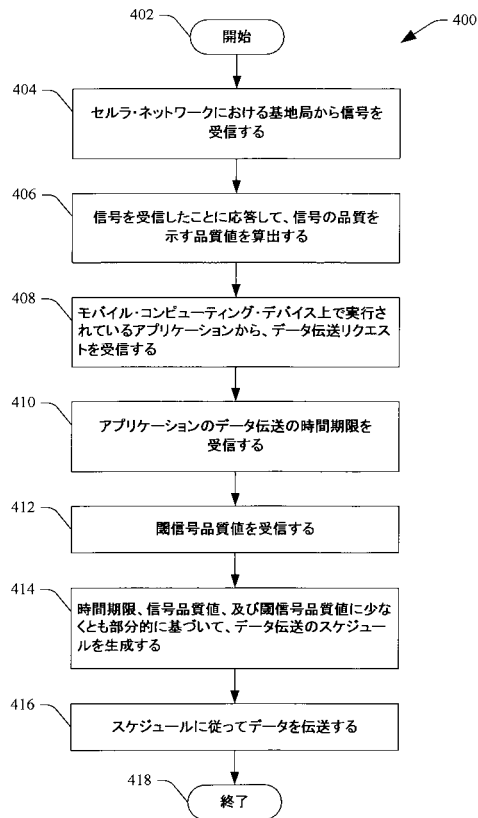 402
開始
400
404
セルラ・ネットワークにおける基地局から信号を
受信する
406
信号を受信したことに応答して、信号の品質を
示す品質値を算出する
408
モバイル・コンピューティング・デバイス上で実行さ
れているアプリケーションから、データ伝送リクエス
トを受信する
410
アプリケーションのデータ伝送の時間期限を
受信する
412
閾信号品質値を受信する
414
時間期限、信号品質値、及び閾信号品質値に少な
くとも部分的に基づいて、データ伝送のスケジュー
ルを生成する
416
スケジュールに従ってデータを伝送する
418
終了